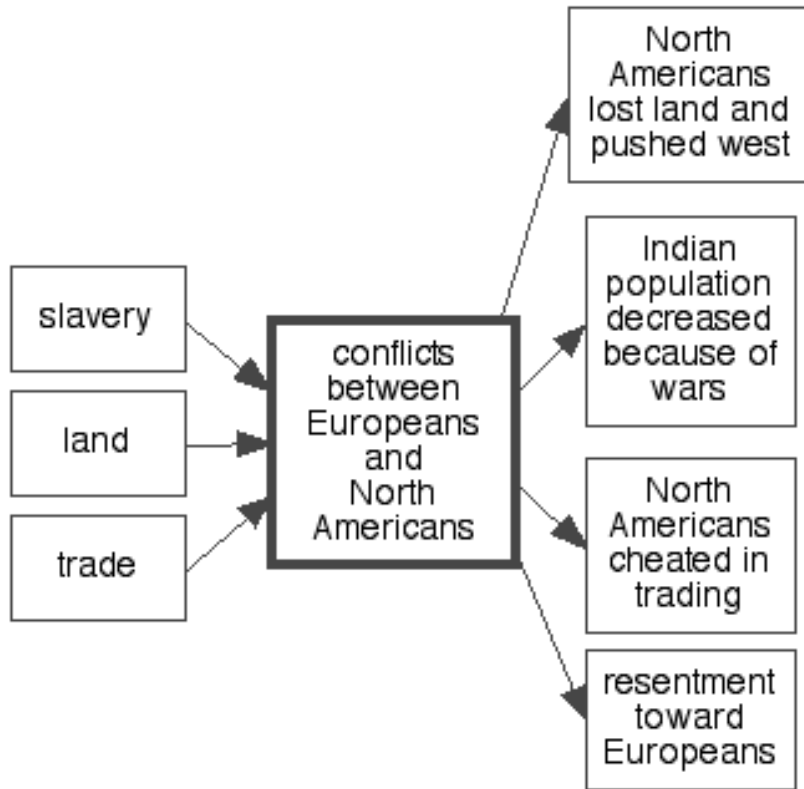 slavery
land
trade
conflicts
between
Europeans
and
North
Americans
North
Americans
lost land and
pushed west
Indian
population
decreased
because of
wars
North
Americans
cheated in
trading
resentment
toward
Europeans